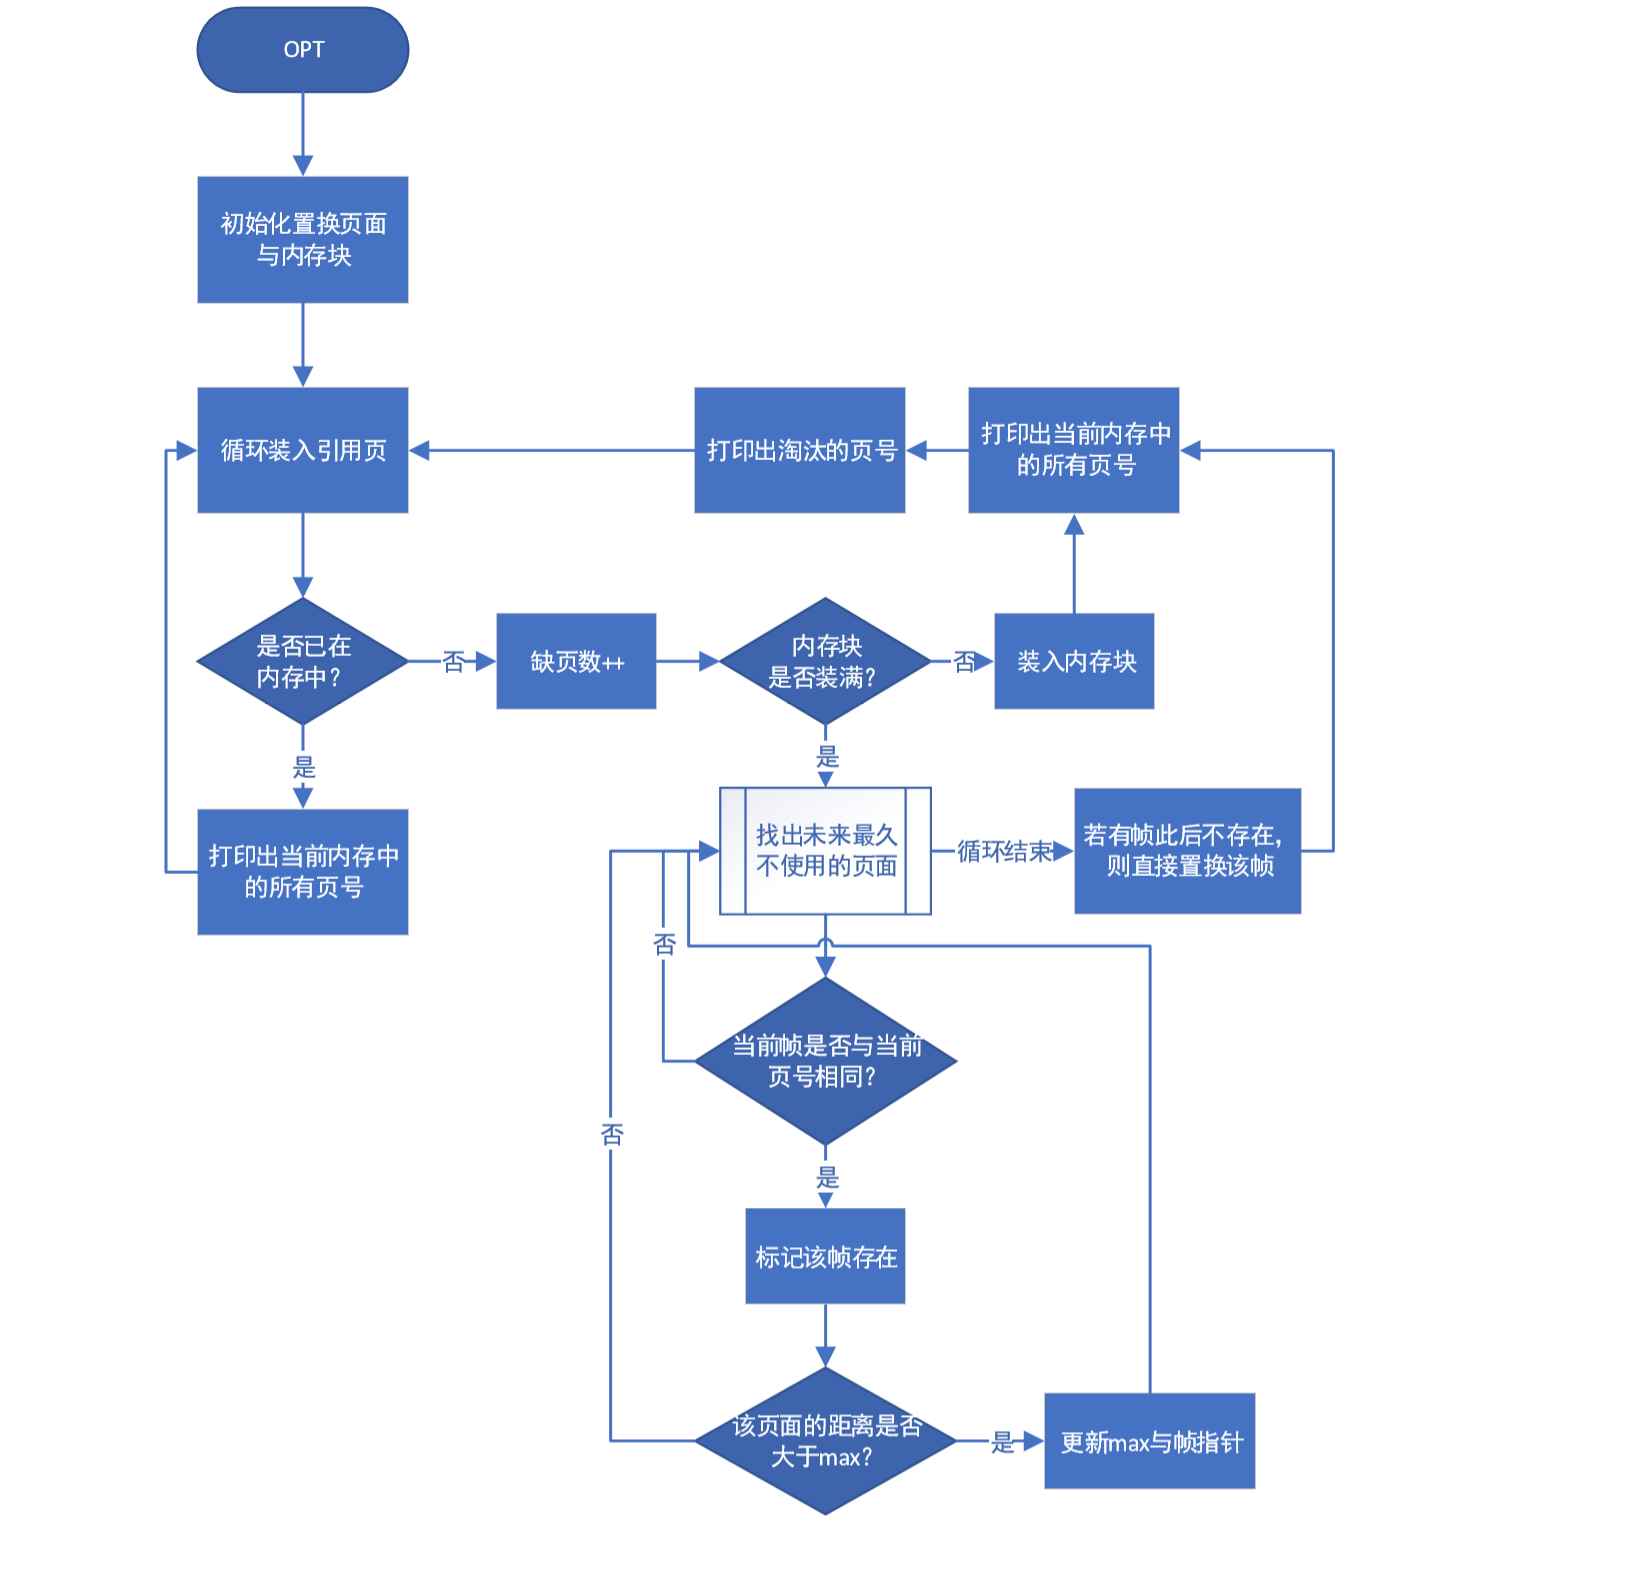 OPT
初始化置换页面
与内存块
循环装入引用页
打印出淘汰的页号
打印出当前内存中
的所有页号
是否已在
内存中？
否
缺页数++
内存块
是否装满？
否
装入内存块
是
是
打印出当前内存中
的所有页号
找出未来最久
不使用的页面
循环结束
若有帧此后不存在，
则直接置换该帧
否
当前帧是否与当前
页号相同？
否
是
标记该帧存在
该页面的距离是否
大于max？
是
更新max与帧指针